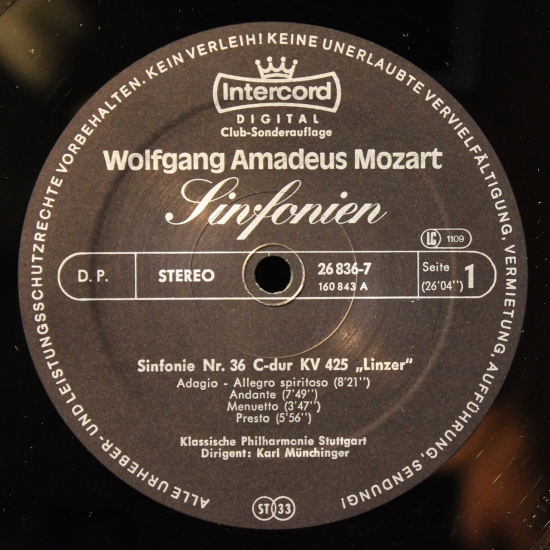 ALLE URHEBER- UND LEISTUNGSSCHUTZRECHTE VORBEHALTEN. KEIN VERLEIH! KEINE UNERLAUBTE VERVIELFÄLTIGUNG, VERMIETUNG, AUFFÜHRUNG, SENDUNG!
Intercord
DIGITAL
Club-Sonderauflage
Wolfgang Amadeus Mozart
Sinfonien
LC 1109
D. P. STEREO 26 836-7 Seite 1
160 843 A (26'04'')
Sinfonie Nr. 36 C-dur KV 425 „Linzer“
Adagio - Allegro spiritoso (8'21'')
Andante (7'49'')
Menuetto (3'47'')
Presto (5'56'')
Klassische Philharmonie Stuttgart
Dirigent: Karl Münchinger
ST 33